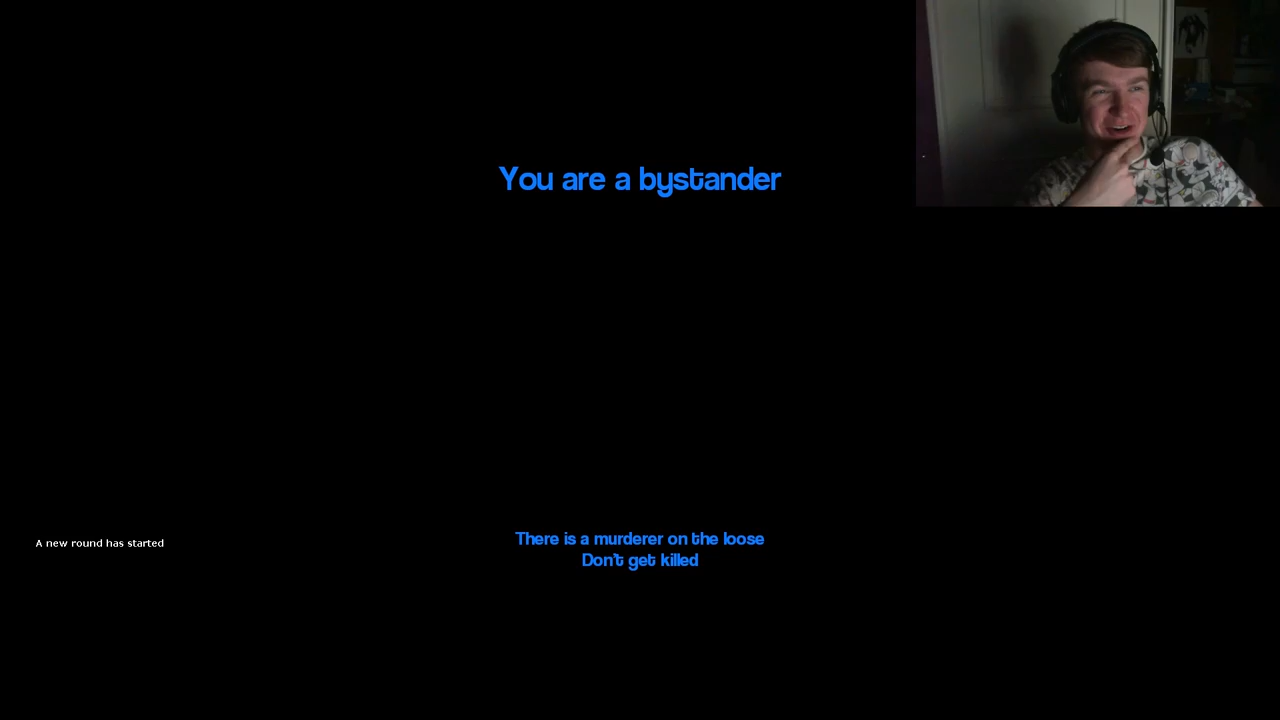 You are a bystander
A new round has started
There is a murderer on the loose
Don't get killed